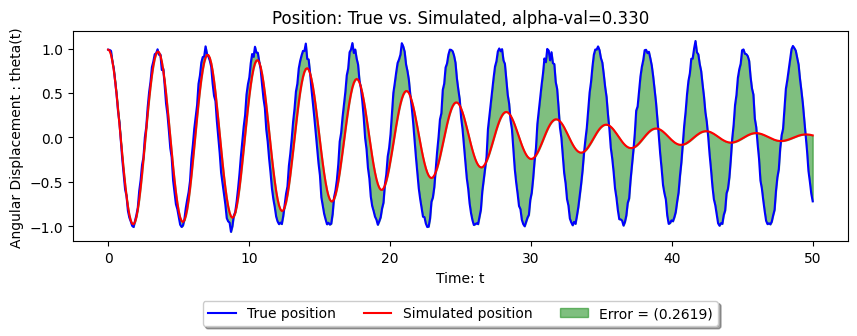 Position: True vs. Simulated, alpha-val=0.330
Angular Displacement : theta(t)
1.0
0.5
0.0
−0.5
−1.0
0 10 20 30 40 50
Time: t
True position Simulated position Error = (0.2619)